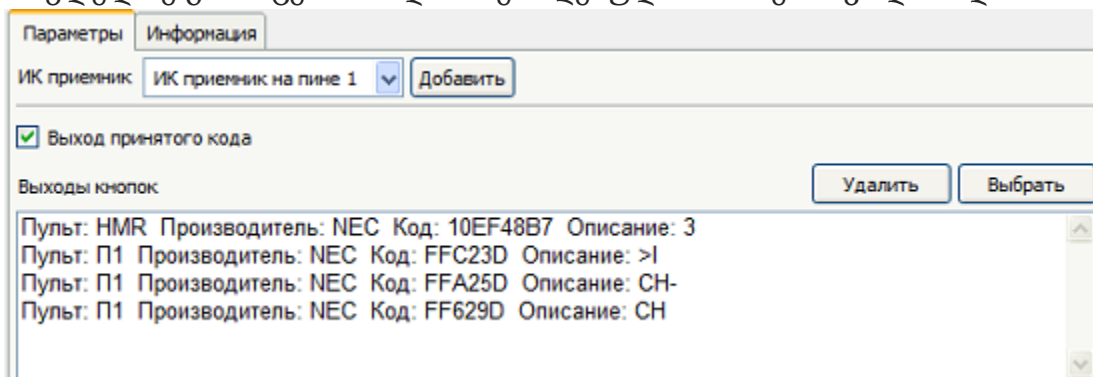 Параметры Информация
ИК приемник ИК приемник на пине 1 Добавить
Выход принятого кода
Выходы кнопок Удалить Выбрать
Пульт: HMR Производитель: NEC Код: 10EF48B7 Описание: 3
Пульт: П1 Производитель: NEC Код: FFC23D Описание: >I
Пульт: П1 Производитель: NEC Код: FFA25D Описание: CH-
Пульт: П1 Производитель: NEC Код: FF629D Описание: CH